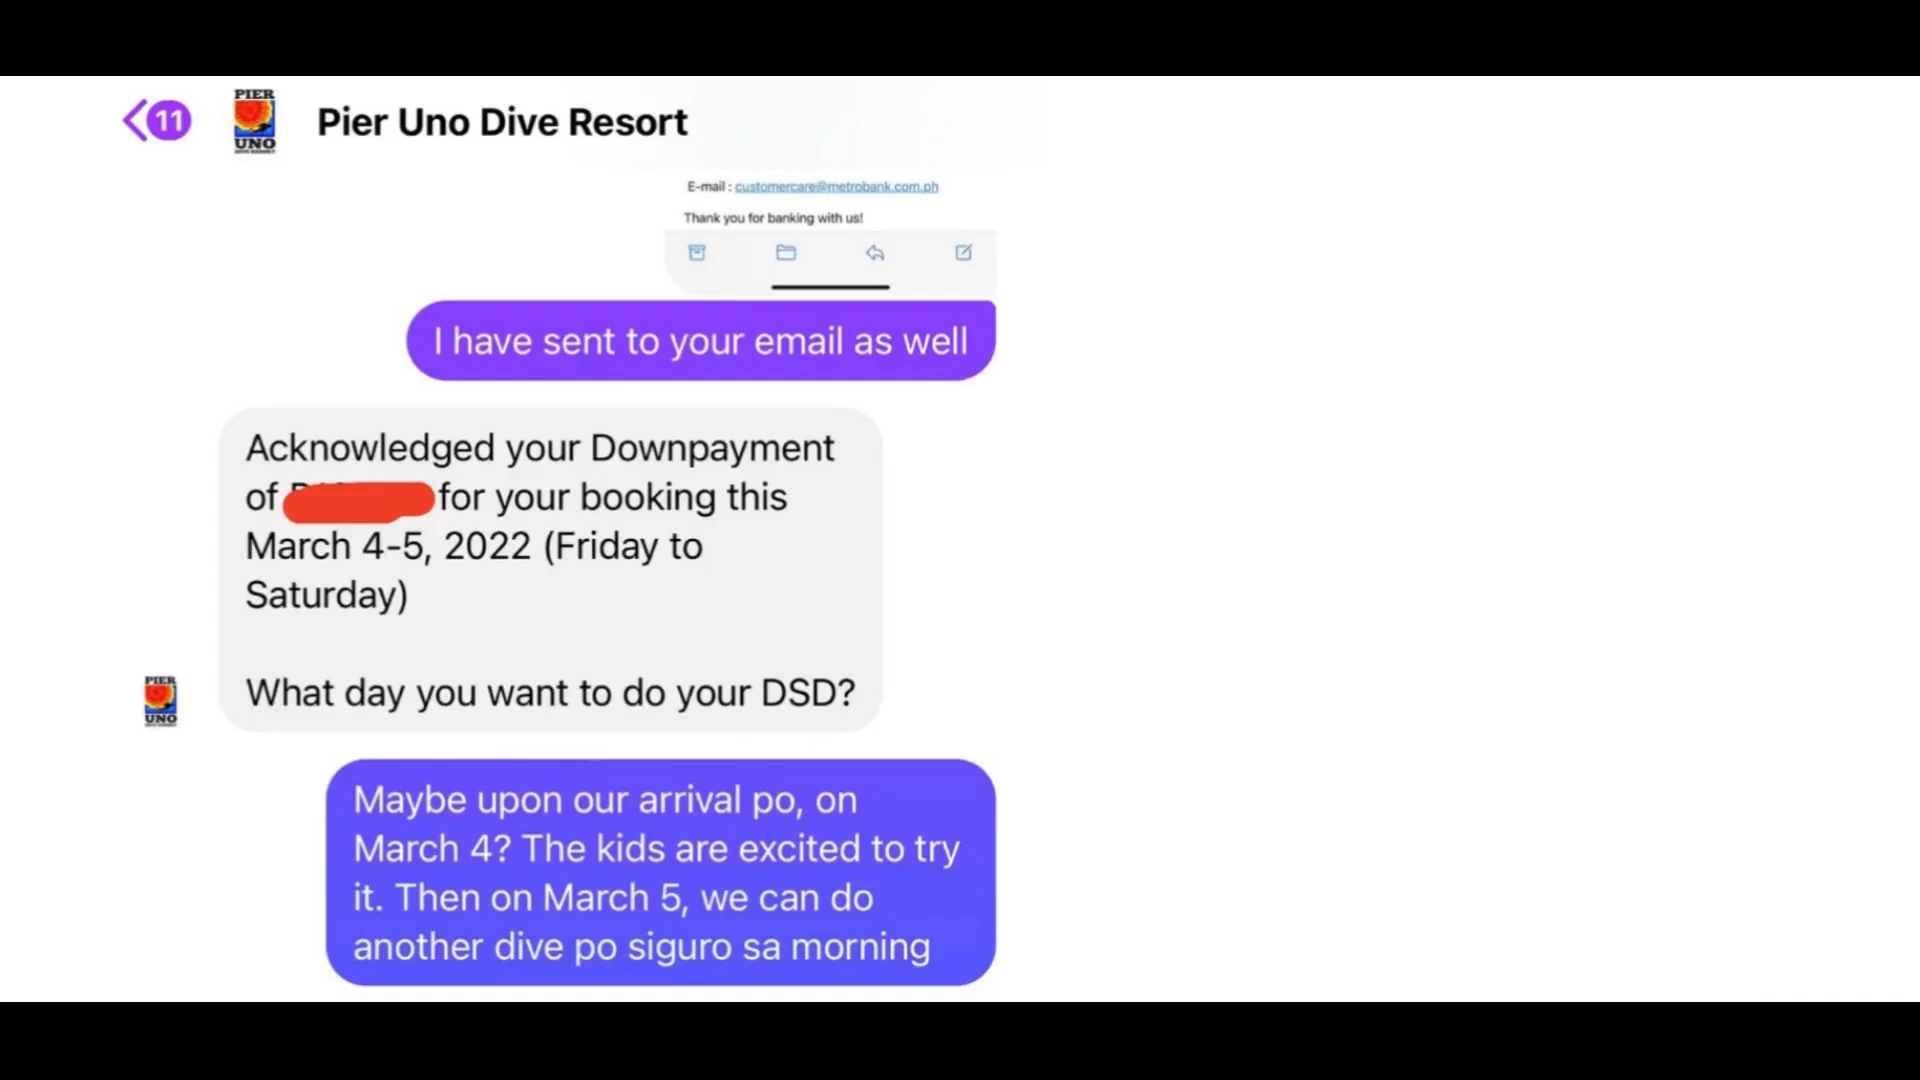 11
PIER
UNO
Pier Uno Dive Resort
E-mail : customercare@metrobank.com.ph
Thank you for banking with us!
I have sent to your email as well
Acknowledged your Downpayment
of for your booking this
March 4-5, 2022 (Friday to
Saturday)
What day you want to do your DSD?
PIER
UNO
Maybe upon our arrival po, on
March 4? The kids are excited to try
it. Then on March 5, we can do
another dive po siguro sa morning